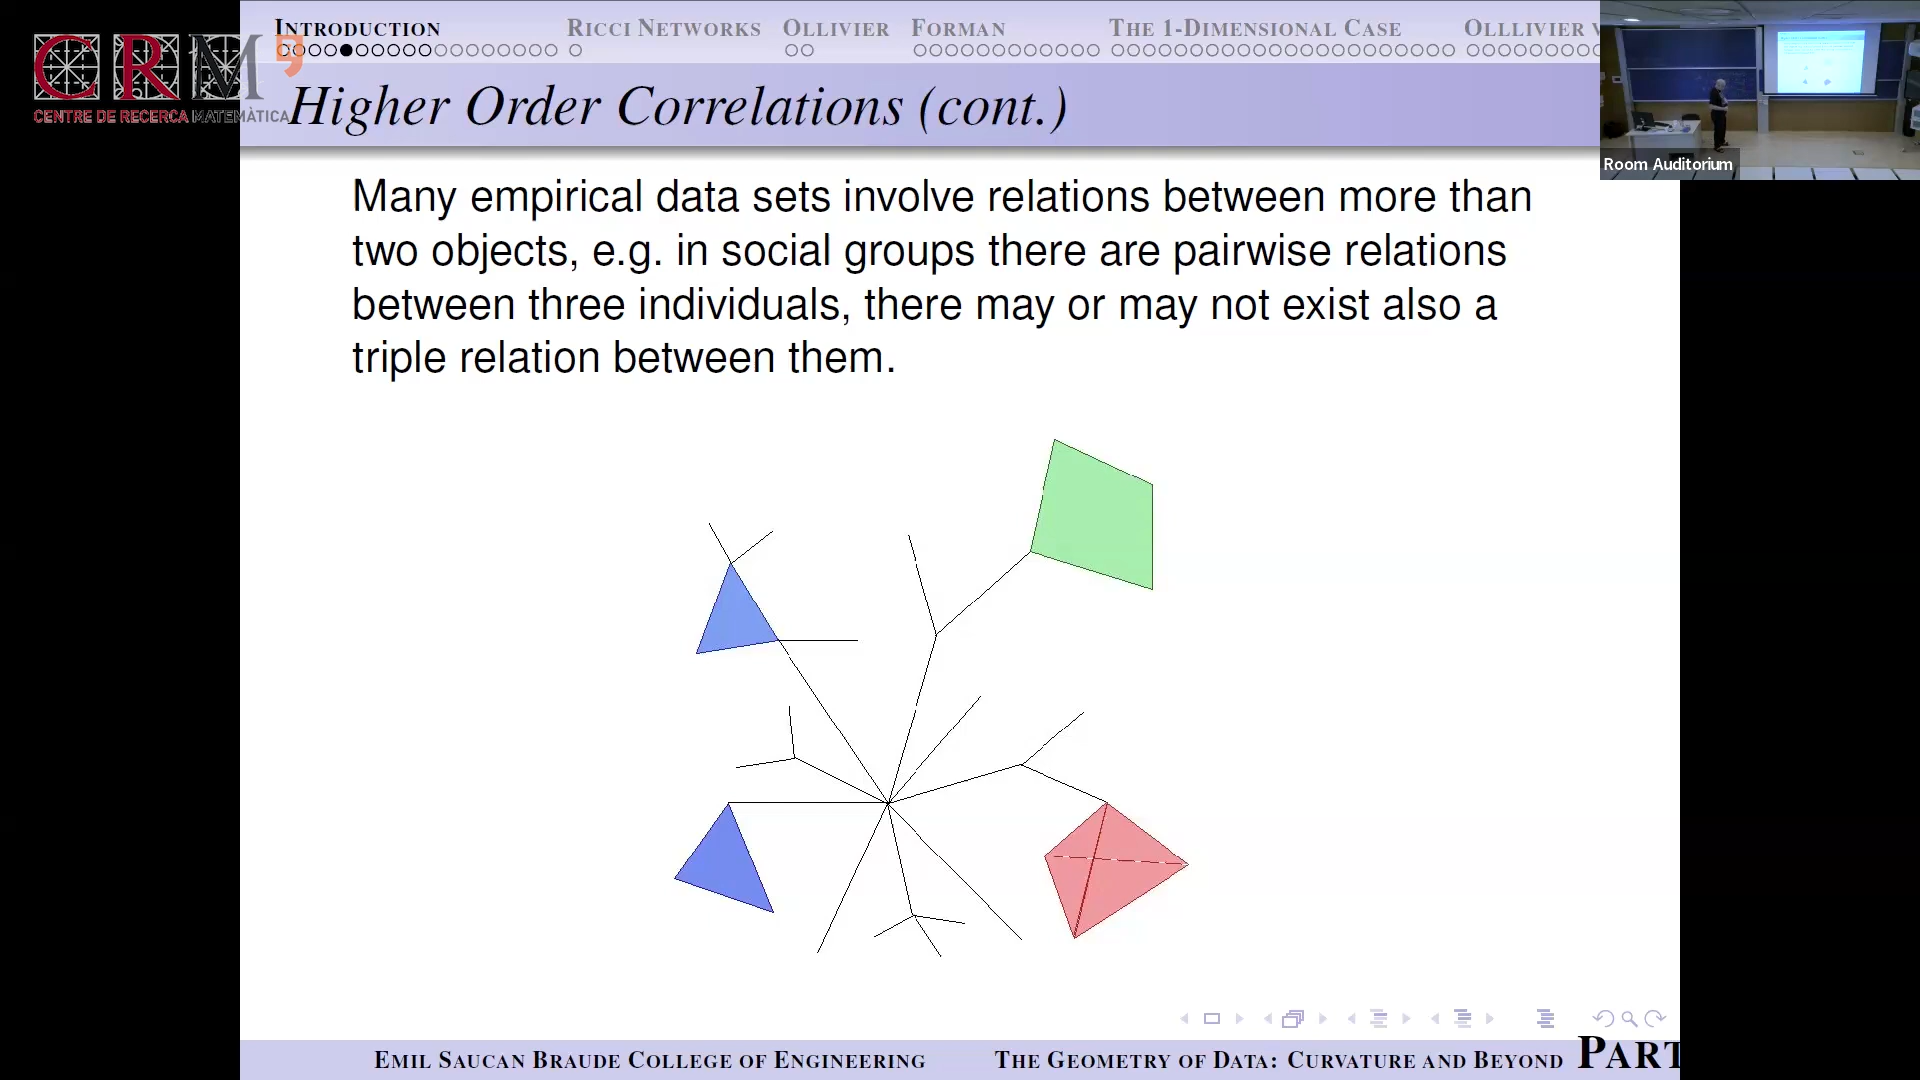 INTRODUCTION RICCI NETWORKS OLLIVIER FORMAN THE 1-DIMENSIONAL CASE OLLLIVIER V
CRM
CENTRE DE RECERCA MATEMÀTICA
Higher Order Correlations (cont.)
Room Auditorium
Many empirical data sets involve relations between more than
two objects, e.g. in social groups there are pairwise relations
between three individuals, there may or may not exist also a
triple relation between them.
EMIL SAUCAN BRAUDE COLLEGE OF ENGINEERING THE GEOMETRY OF DATA: CURVATURE AND BEYOND PART